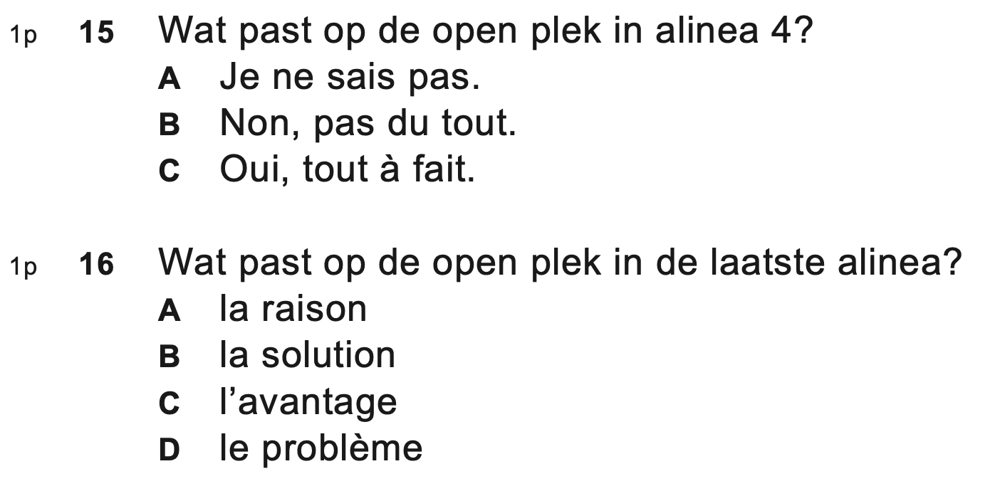 1p 15 Wat past op de open plek in alinea 4?
A Je ne sais pas.
B Non, pas du tout.
C Oui, tout à fait.
1p 16 Wat past op de open plek in de laatste alinea?
A la raison
B la solution
C l’avantage
D le problème